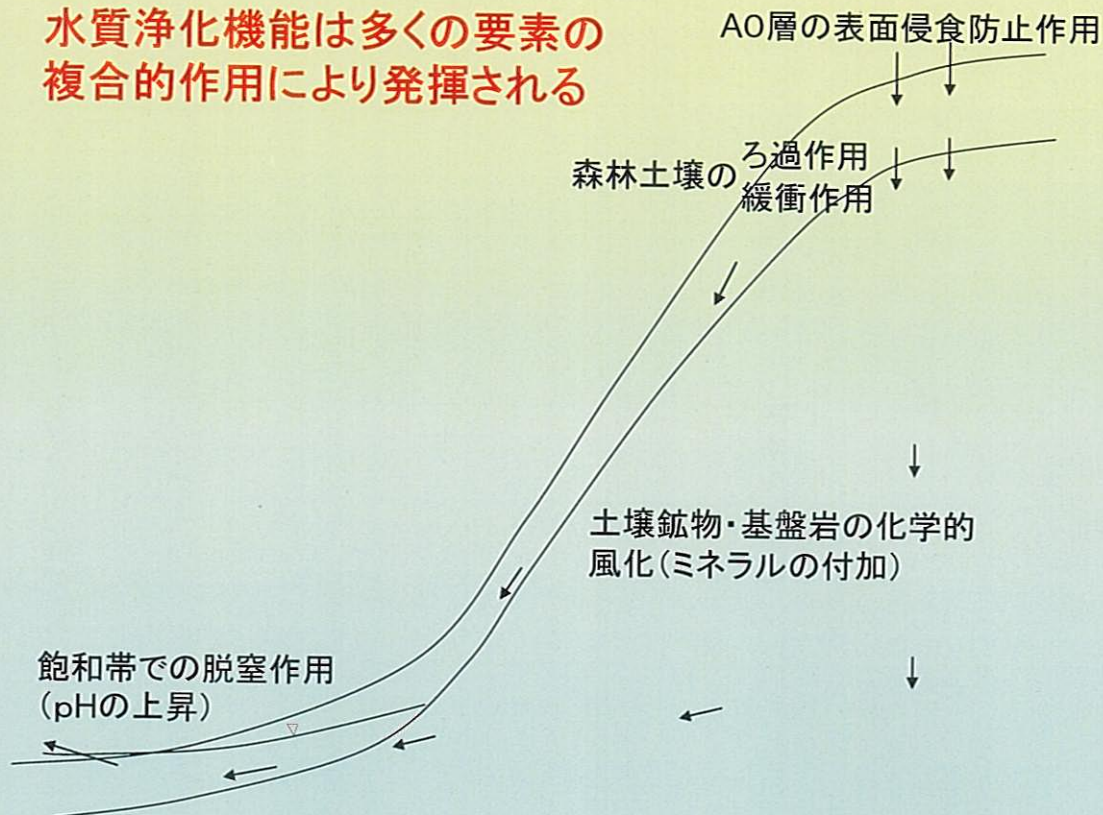 水質浄化機能は多くの要素の
複合的作用により発揮される
A0層の表面侵食防止作用
森林土壌の
ろ過作用
緩衝作用
土壌鉱物・基盤岩の化学的
風化(ミネラルの付加)
飽和帯での脱窒作用
(pHの上昇)